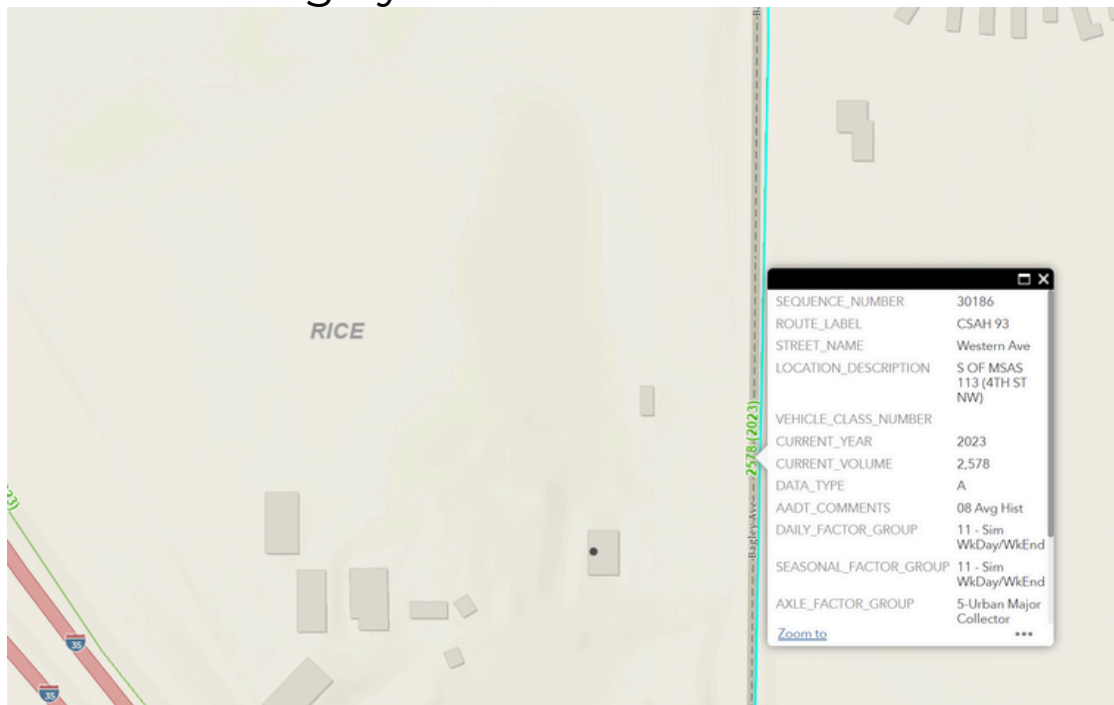 RICE
35
35
2578 (2023)
Bagley Ave
SEQUENCE_NUMBER 30186
ROUTE_LABEL CSAH 93
STREET_NAME Western Ave
LOCATION_DESCRIPTION S OF MSAS
113 (4TH ST
NW)
VEHICLE_CLASS_NUMBER
CURRENT_YEAR 2023
CURRENT_VOLUME 2,578
DATA_TYPE A
AADT_COMMENTS 08 Avg Hist
DAILY_FACTOR_GROUP 11 - Sim
WkDay/WkEnd
SEASONAL_FACTOR_GROUP 11 - Sim
WkDay/WkEnd
AXLE_FACTOR_GROUP 5-Urban Major
Collector
Zoom to